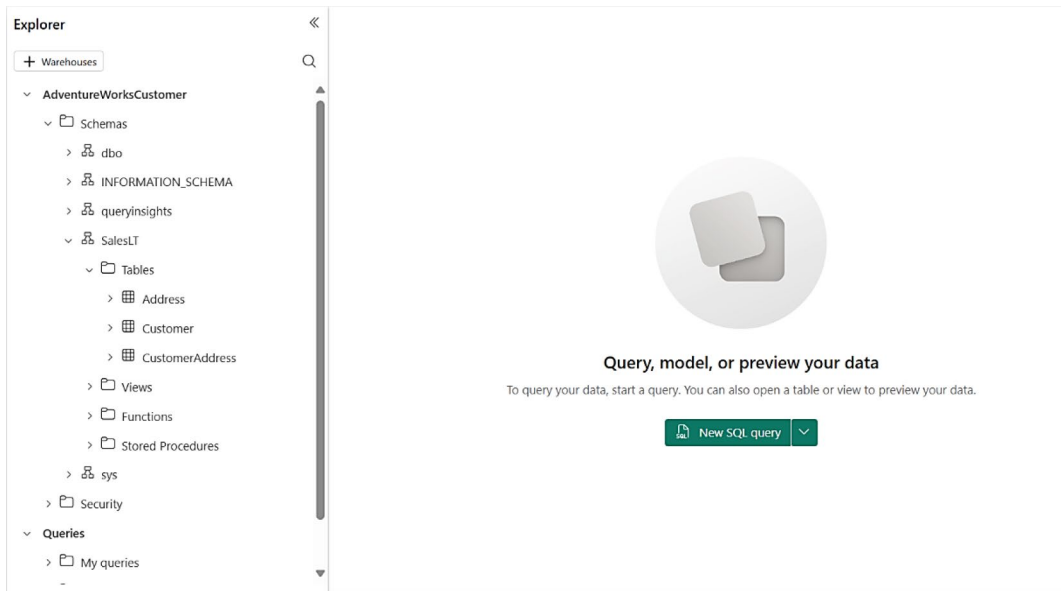 Explorer
Warehouses
AdventureWorksCustomer
Schemas
dbo
INFORMATION_SCHEMA
queryinsights
SalesLT
Tables
Address
Customer
CustomerAddress
Views
Functions
Stored Procedures
sys
Security
Queries
My queries
Query, model, or preview your data
To query your data, start a query. You can also open a table or view to preview your data.
SQL New SQL query